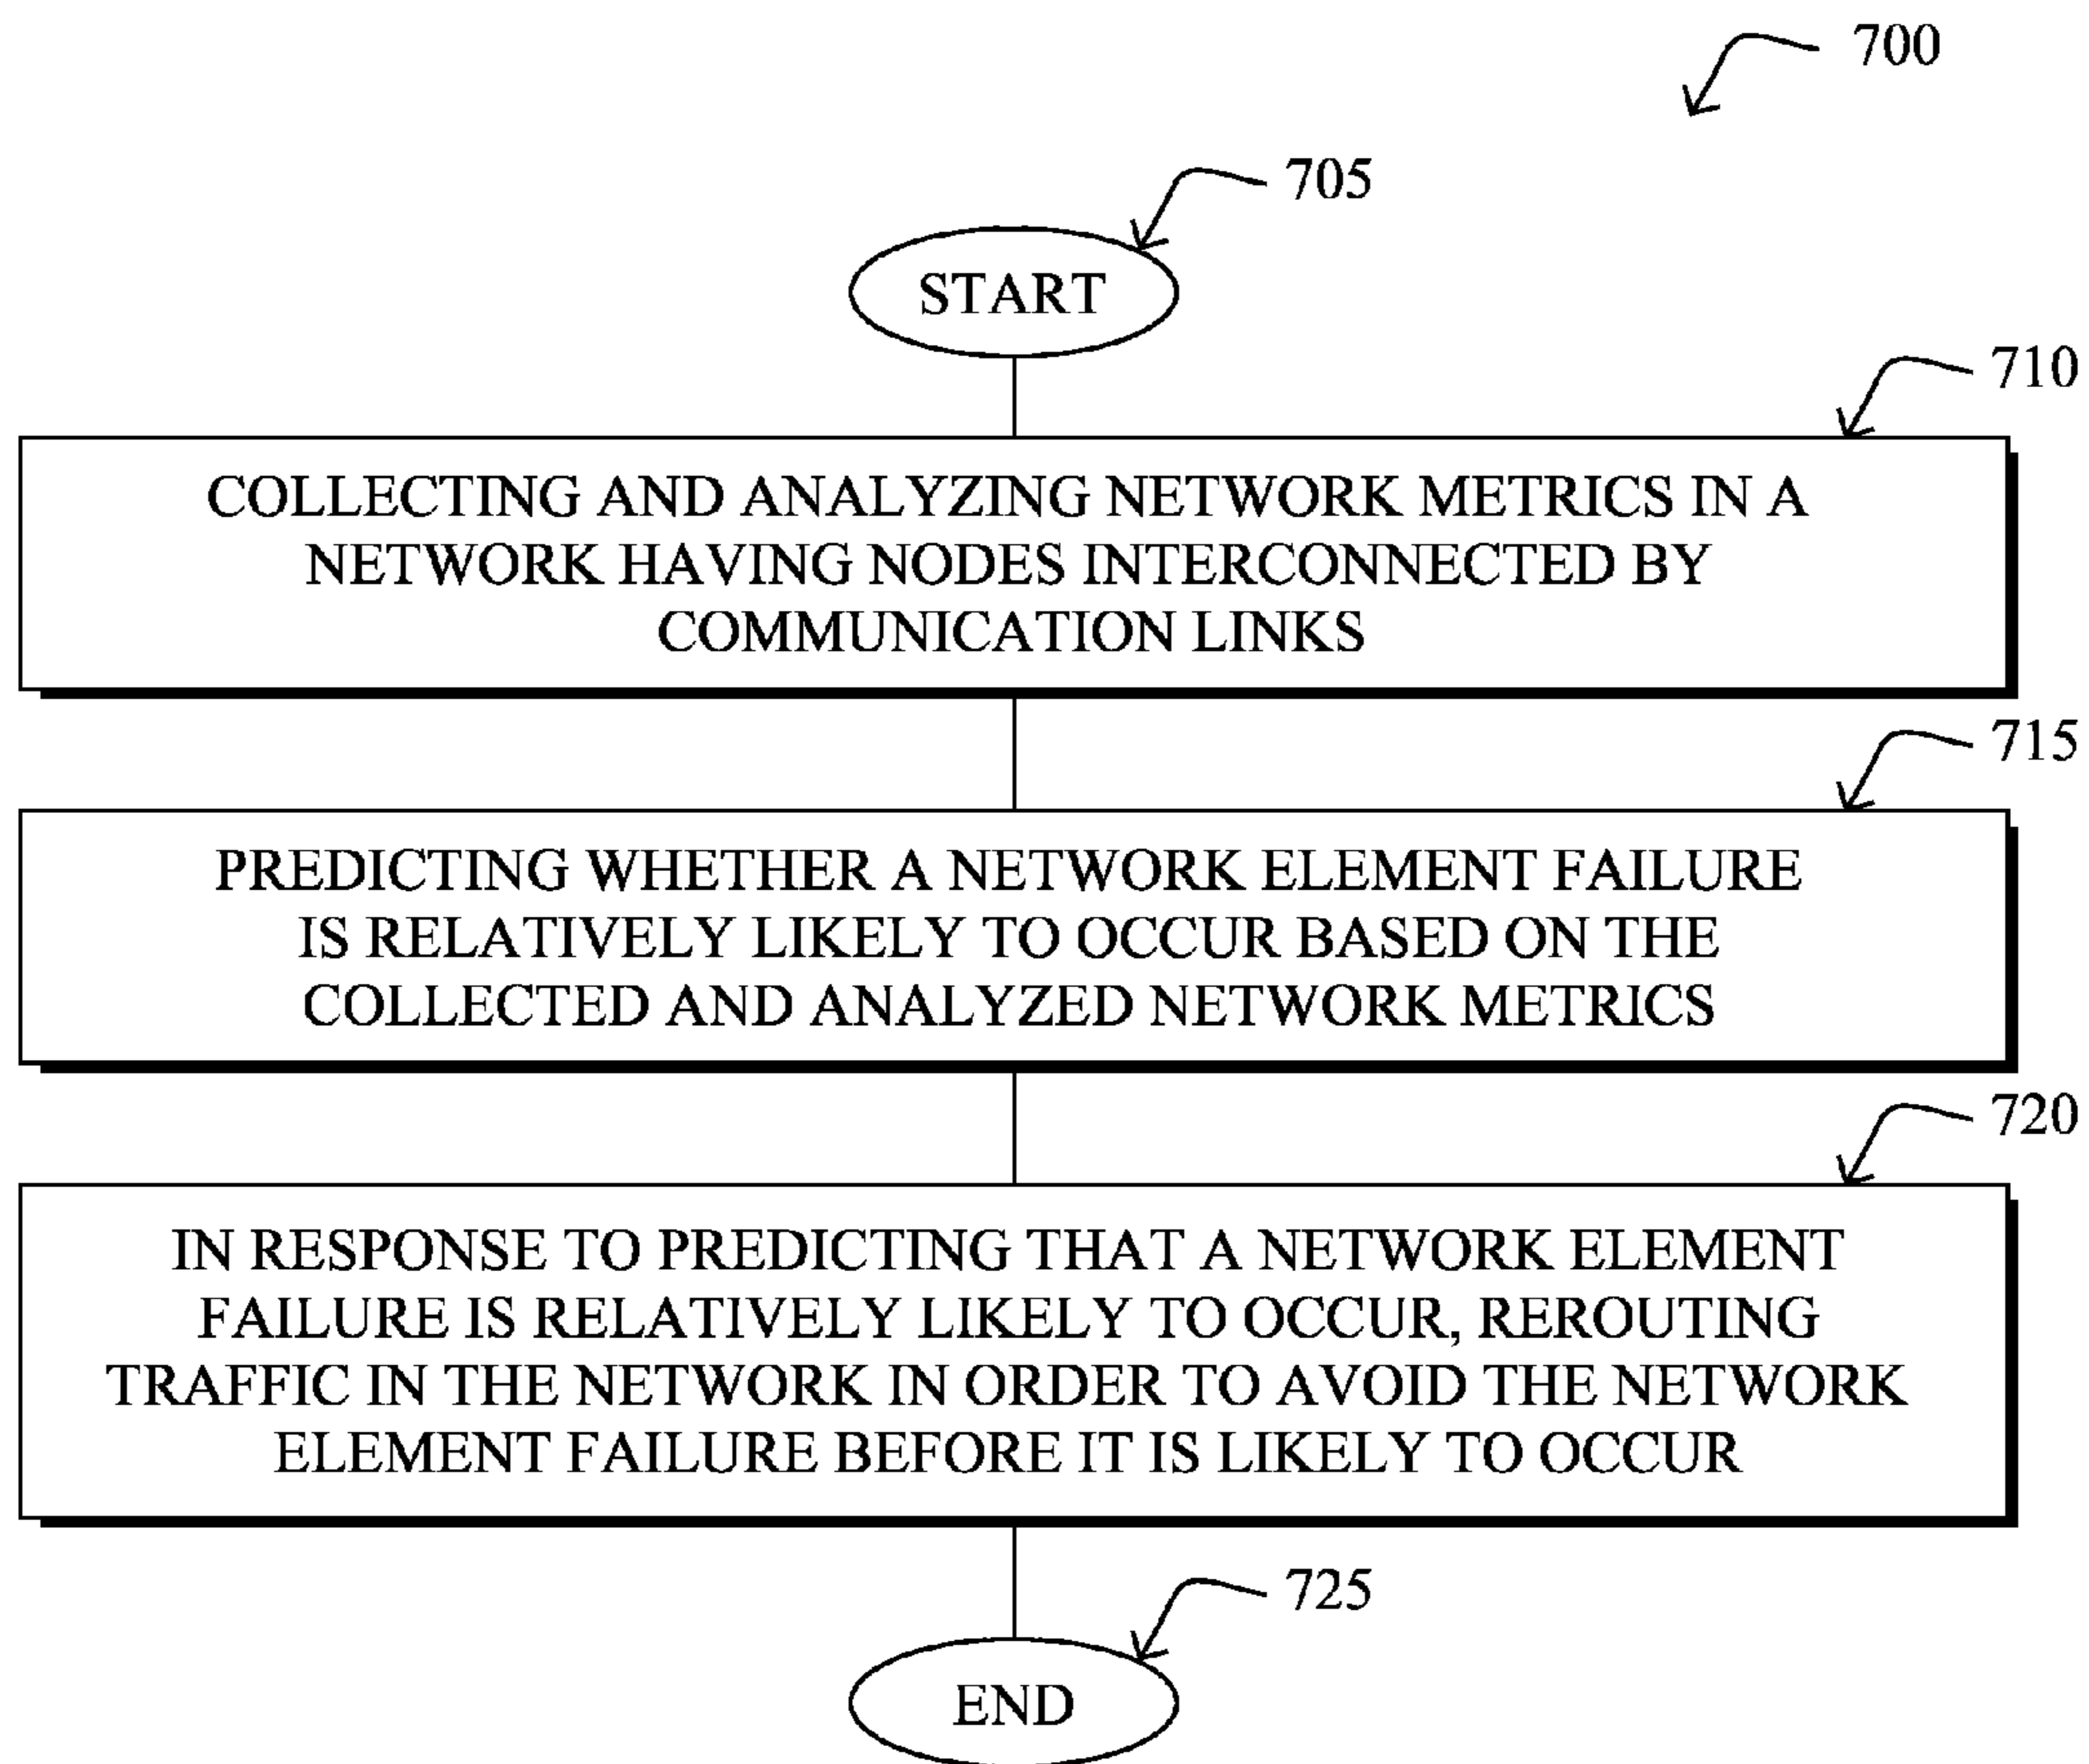 700
705
START
710
COLLECTING AND ANALYZING NETWORK METRICS IN A
NETWORK HAVING NODES INTERCONNECTED BY
COMMUNICATION LINKS
715
PREDICTING WHETHER A NETWORK ELEMENT FAILURE
IS RELATIVELY LIKELY TO OCCUR BASED ON THE
COLLECTED AND ANALYZED NETWORK METRICS
720
IN RESPONSE TO PREDICTING THAT A NETWORK ELEMENT
FAILURE IS RELATIVELY LIKELY TO OCCUR, REROUTING
TRAFFIC IN THE NETWORK IN ORDER TO AVOID THE NETWORK
ELEMENT FAILURE BEFORE IT IS LIKELY TO OCCUR
725
END